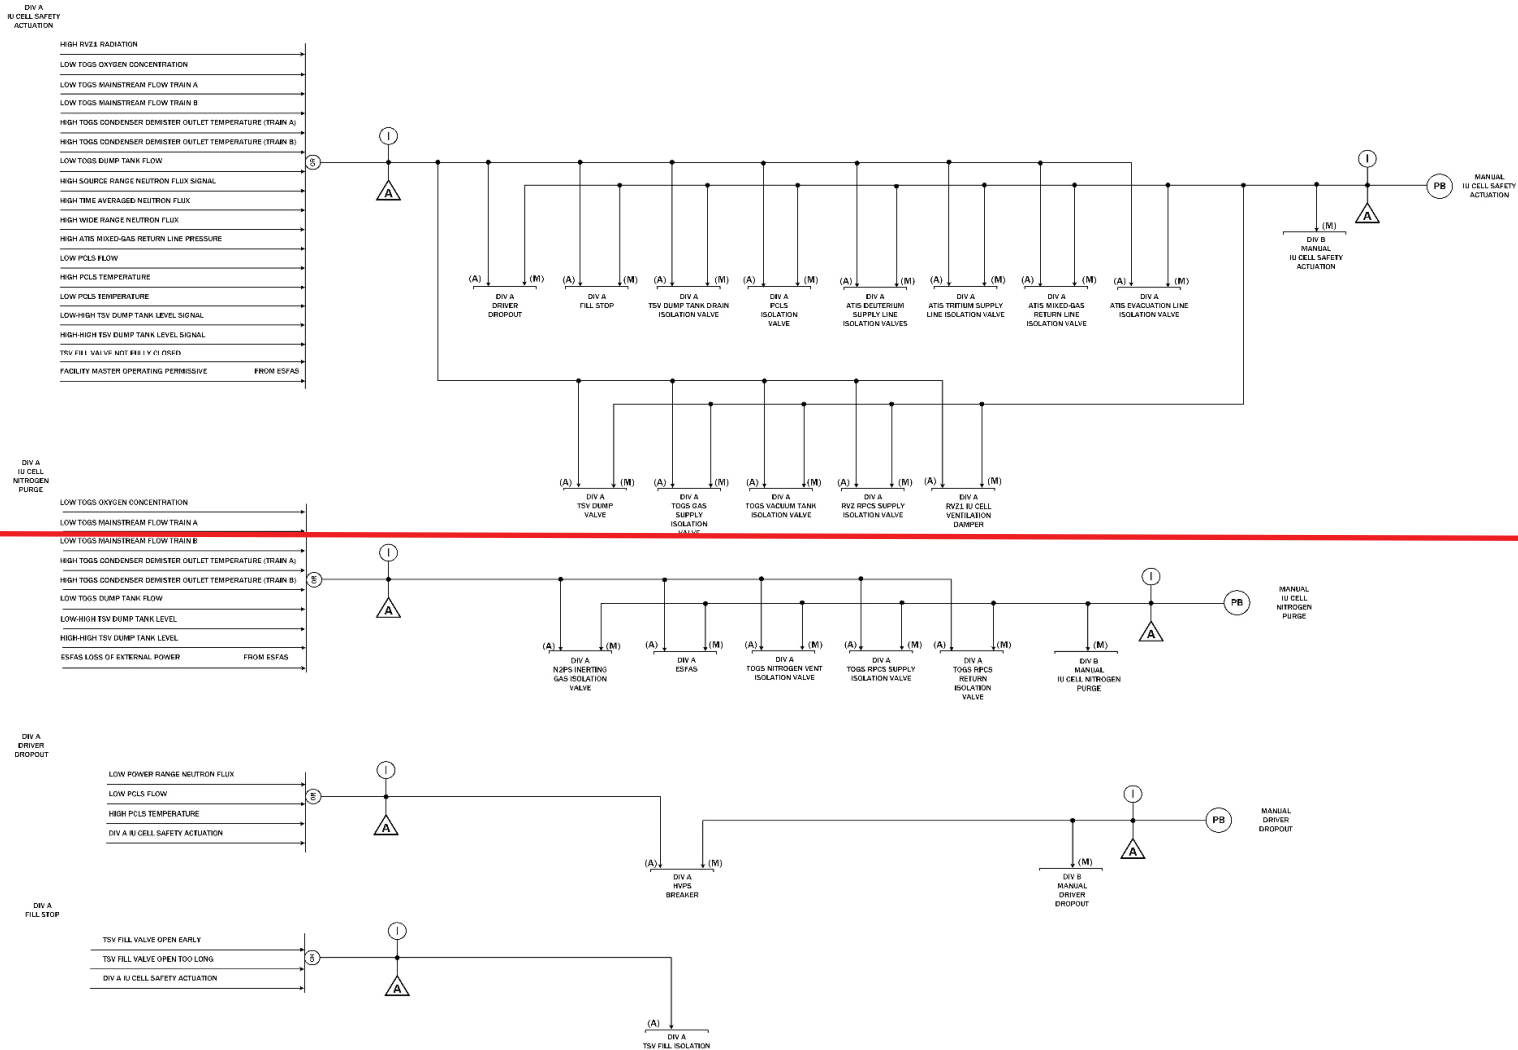 DIV A
IU CELL SAFETY
ACTUATION
HIGH RVZ1 RADIATION
LOW TOGS OXYGEN CONCENTRATION
LOW TOGS MAINSTREAM FLOW TRAIN A
LOW TOGS MAINSTREAM FLOW TRAIN B
HIGH TOGS CONDENSER DEMISTER OUTLET TEMPERATURE (TRAIN A)
HIGH TOGS CONDENSER DEMISTER OUTLET TEMPERATURE (TRAIN B)
LOW TOGS DUMP TANK FLOW
HIGH SOURCE RANGE NEUTRON FLUX SIGNAL
HIGH TIME AVERAGED NEUTRON FLUX
HIGH WIDE RANGE NEUTRON FLUX
HIGH ATIS MIXED-GAS RETURN LINE PRESSURE
LOW PCLS FLOW
HIGH PCLS TEMPERATURE
LOW PCLS TEMPERATURE
LOW-HIGH TSV DUMP TANK LEVEL SIGNAL
HIGH-HIGH TSV DUMP TANK LEVEL SIGNAL
TSV FILL VALVE NOT FULLY CLOSED
FACILITY MASTER OPERATING PERMISSIVE FROM ESFAS
OR
I
A
I
A
PB
MANUAL
IU CELL SAFETY
ACTUATION
(M)
DIV B
MANUAL
IU CELL SAFETY
ACTUATION
(A) (M)
DIV A
DRIVER
DROPOUT
(A) (M)
DIV A
FILL STOP
(A) (M)
DIV A
TSV DUMP TANK DRAIN
ISOLATION VALVE
(A) (M)
DIV A
PCLS
ISOLATION
VALVE
(A) (M)
DIV A
ATIS DEUTERIUM
SUPPLY LINE
ISOLATION VALVES
(A) (M)
DIV A
ATIS TRITIUM SUPPLY
LINE ISOLATION VALVE
(A) (M)
DIV A
ATIS MIXED-GAS
RETURN LINE
ISOLATION VALVE
(A) (M)
DIV A
ATIS EVACUATION LINE
ISOLATION VALVE
(A) (M)
DIV A
TSV DUMP
VALVE
(A) (M)
DIV A
TOGS GAS
SUPPLY
ISOLATION
VALVE
(A) (M)
DIV A
TOGS VACUUM TANK
ISOLATION VALVE
(A) (M)
DIV A
RVZ RPCS SUPPLY
ISOLATION VALVE
(A) (M)
DIV A
RVZ1 IU CELL
VENTILATION
DAMPER
DIV A
IU CELL
NITROGEN
PURGE
LOW TOGS OXYGEN CONCENTRATION
LOW TOGS MAINSTREAM FLOW TRAIN A
LOW TOGS MAINSTREAM FLOW TRAIN B
HIGH TOGS CONDENSER DEMISTER OUTLET TEMPERATURE (TRAIN A)
HIGH TOGS CONDENSER DEMISTER OUTLET TEMPERATURE (TRAIN B)
LOW TOGS DUMP TANK FLOW
LOW-HIGH TSV DUMP TANK LEVEL
HIGH-HIGH TSV DUMP TANK LEVEL
ESFAS LOSS OF EXTERNAL POWER FROM ESFAS
OR
I
A
I
A
PB
MANUAL
IU CELL
NITROGEN
PURGE
(A) (M)
DIV A
N2PS INERTING
GAS ISOLATION
VALVE
(A) (M)
DIV A
ESFAS
(A) (M)
DIV A
TOGS NITROGEN VENT
ISOLATION VALVE
(A) (M)
DIV A
TOGS RPCS SUPPLY
ISOLATION VALVE
(A) (M)
DIV A
TOGS RPCS
RETURN
ISOLATION
VALVE
(M)
DIV B
MANUAL
IU CELL NITROGEN
PURGE
DIV A
DRIVER
DROPOUT
LOW POWER RANGE NEUTRON FLUX
LOW PCLS FLOW
HIGH PCLS TEMPERATURE
DIV A IU CELL SAFETY ACTUATION
OR
I
A
I
A
PB
MANUAL
DRIVER
DROPOUT
(A) (M)
DIV A
HVPS
BREAKER
(M)
DIV B
MANUAL
DRIVER
DROPOUT
DIV A
FILL STOP
TSV FILL VALVE OPEN EARLY
TSV FILL VALVE OPEN TOO LONG
DIV A IU CELL SAFETY ACTUATION
OR
I
A
(A)
DIV A
TSV FILL ISOLATION